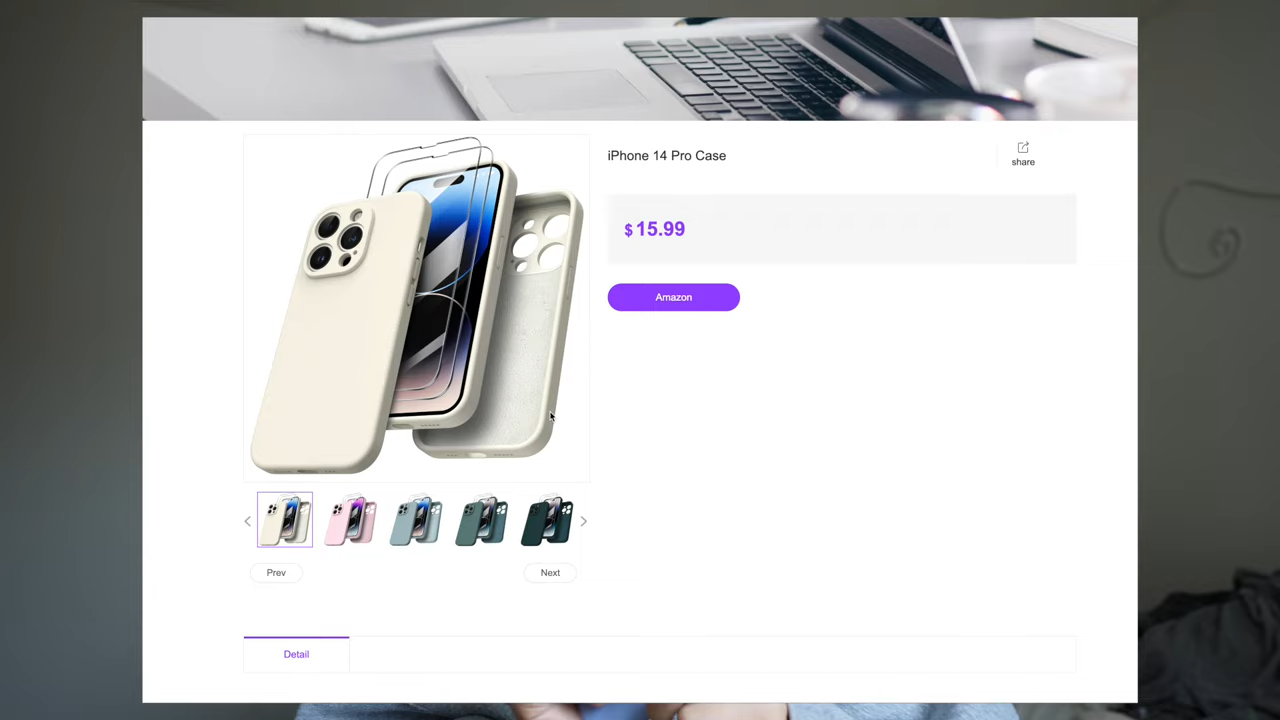 iPhone 14 Pro Case
share
$ 15.99
Amazon
Prev
Next
Detail